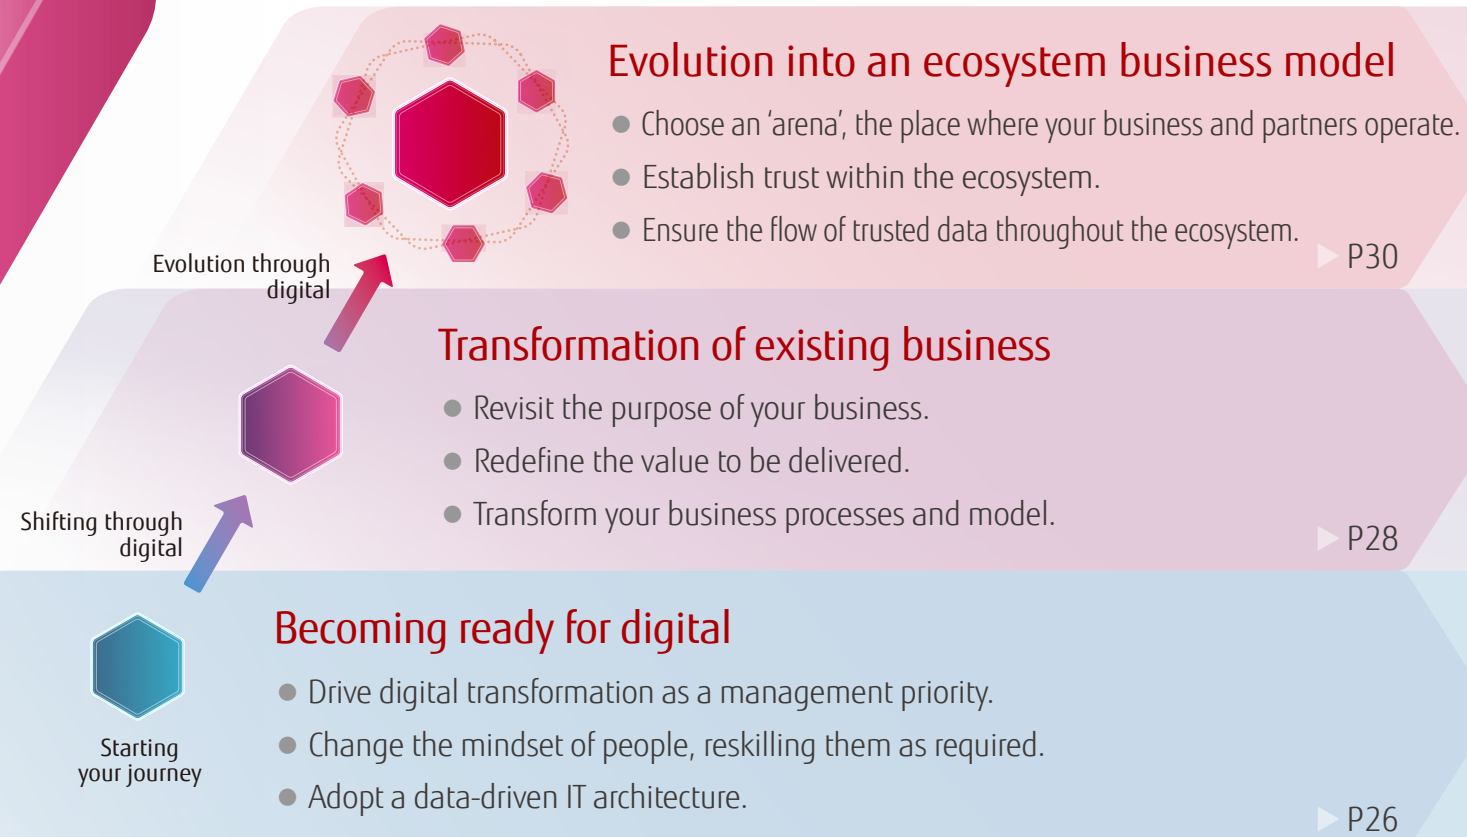 Evolution into an ecosystem business model
● Choose an ‘arena’, the place where your business and partners operate.
● Establish trust within the ecosystem.
● Ensure the flow of trusted data throughout the ecosystem.
▶ P30
Evolution through
digital
Transformation of existing business
● Revisit the purpose of your business.
● Redefine the value to be delivered.
● Transform your business processes and model.
▶ P28
Shifting through
digital
Becoming ready for digital
● Drive digital transformation as a management priority.
● Change the mindset of people, reskilling them as required.
● Adopt a data-driven IT architecture.
▶ P26
Starting
your journey